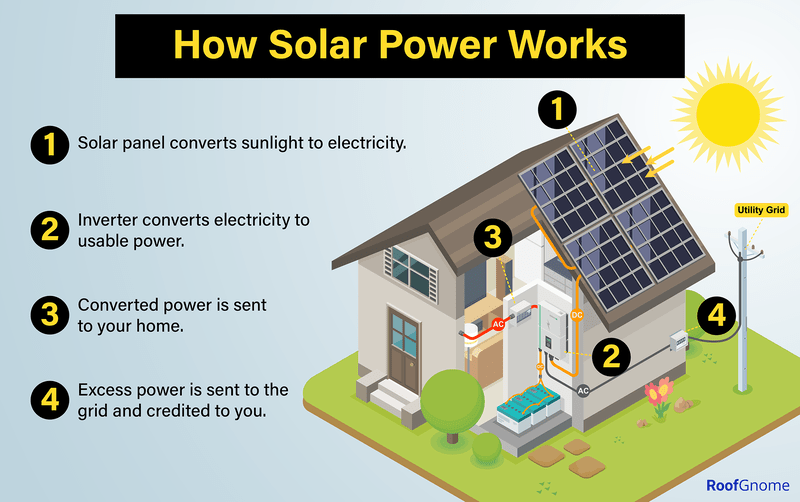 How Solar Power Works
1 Solar panel converts sunlight to electricity.
2 Inverter converts electricity to
usable power.
3 Converted power is sent
to your home.
4 Excess power is sent to the
grid and credited to you.
1
Utility Grid
3
AC
DC
4
2
AC
RoofGnome